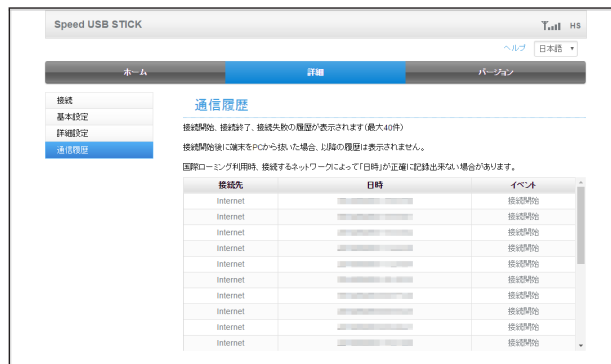 Speed USB STICK
HS
ヘルプ 日本語
ホーム 詳細 バージョン
接続
基本設定
詳細設定
通信履歴
通信履歴
接続開始、接続終了、接続失敗の履歴が表示されます(最大40件)
接続開始後に端末をPCから抜いた場合、以降の履歴は表示されません。
国際ローミング利用時、接続するネットワークによって「日時」が正確に記録出来ない場合があります。
接続先 日時 イベント
Internet 接続開始
Internet 接続開始
Internet 接続開始
Internet 接続開始
Internet 接続開始
Internet 接続開始
Internet 接続開始
Internet 接続開始
Internet 接続開始
Internet 接続開始